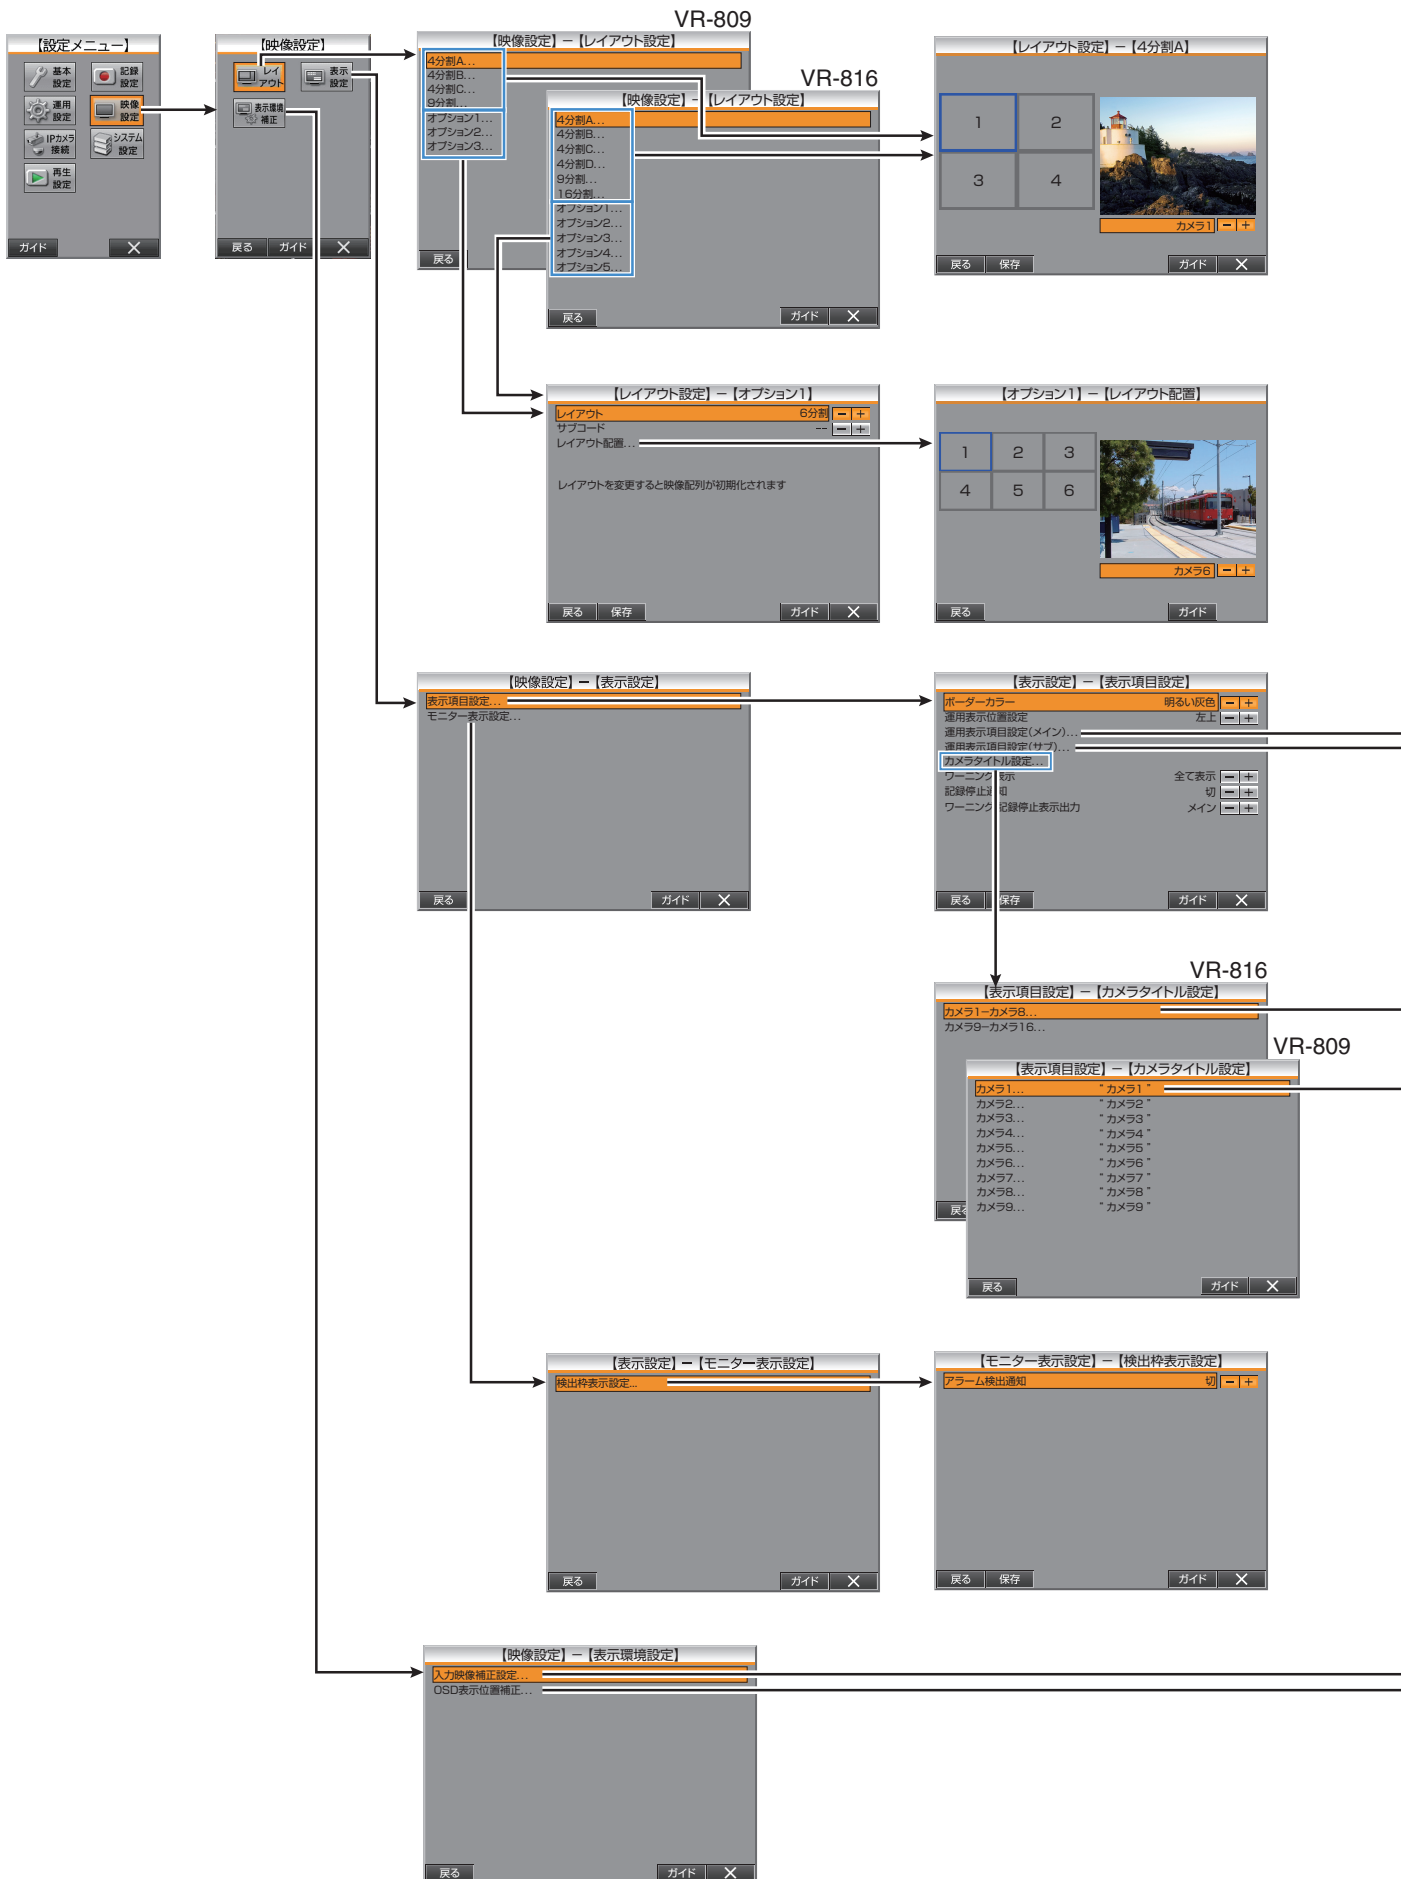 VR-809
【設定メニュー】
基本
設定
記録
設定
運用
設定
映像
設定
IPカメラ
接続
システム
設定
再生
設定
ガイド
【映像設定】
レイ
アウト
表示
設定
表示環境
補正
戻る ガイド
【映像設定】－【レイアウト設定】
4分割A...
4分割B...
4分割C...
9分割...
オプション1...
オプション2...
オプション3...
戻る
VR-816
【映像設定】－【レイアウト設定】
4分割A...
4分割B...
4分割C...
4分割D...
9分割...
16分割...
オプション1...
オプション2...
オプション3...
オプション4...
オプション5...
戻る ガイド
【レイアウト設定】－【4分割A】
1 2
3 4
カメラ1 － ＋
戻る 保存 ガイド
【レイアウト設定】－【オプション1】
レイアウト 6分割 － ＋
サブコード -- － ＋
レイアウト配置...
レイアウトを変更すると映像配列が初期化されます
戻る 保存 ガイド
【オプション1】－【レイアウト配置】
1 2 3
4 5 6
カメラ6 － ＋
戻る ガイド
【映像設定】－【表示設定】
表示項目設定...
モニター表示設定...
戻る ガイド
【表示設定】－【表示項目設定】
ボーダーカラー 明るい灰色 － ＋
運用表示位置設定 左上 － ＋
運用表示項目設定(メイン)...
運用表示項目設定(サブ)...
カメラタイトル設定...
ワーニング表示 全て表示 － ＋
記録停止通知 切 － ＋
ワーニング/記録停止表示出力 メイン － ＋
戻る 保存 ガイド
VR-816
【表示項目設定】－【カメラタイトル設定】
カメラ1－カメラ8...
カメラ9－カメラ16...
戻る
VR-809
【表示項目設定】－【カメラタイトル設定】
カメラ1... “カメラ1”
カメラ2... “カメラ2”
カメラ3... “カメラ3”
カメラ4... “カメラ4”
カメラ5... “カメラ5”
カメラ6... “カメラ6”
カメラ7... “カメラ7”
カメラ8... “カメラ8”
カメラ9... “カメラ9”
戻る ガイド
【表示設定】－【モニター表示設定】
検出枠表示設定...
戻る ガイド
【モニター表示設定】－【検出枠表示設定】
アラーム検出通知 切 － ＋
戻る 保存 ガイド
【映像設定】－【表示環境設定】
入力映像補正設定...
OSD表示位置補正...
戻る ガイド